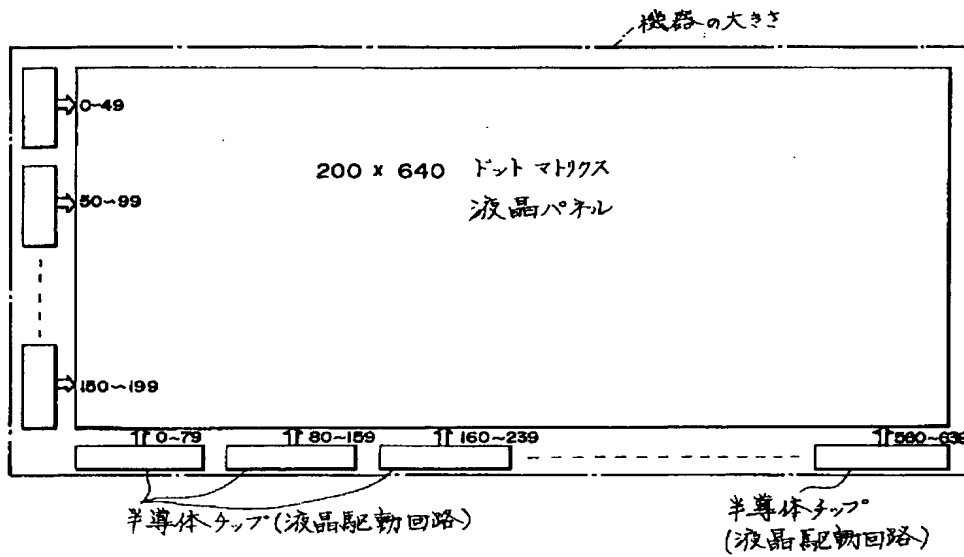 機器の大きさ
0~49
200 x 640 ドット マトリクス
液晶パネル
50~99
150~199
0~79
80~159
160~239
560~639
半導体チップ(液晶駆動回路)
半導体チップ
(液晶駆動回路)